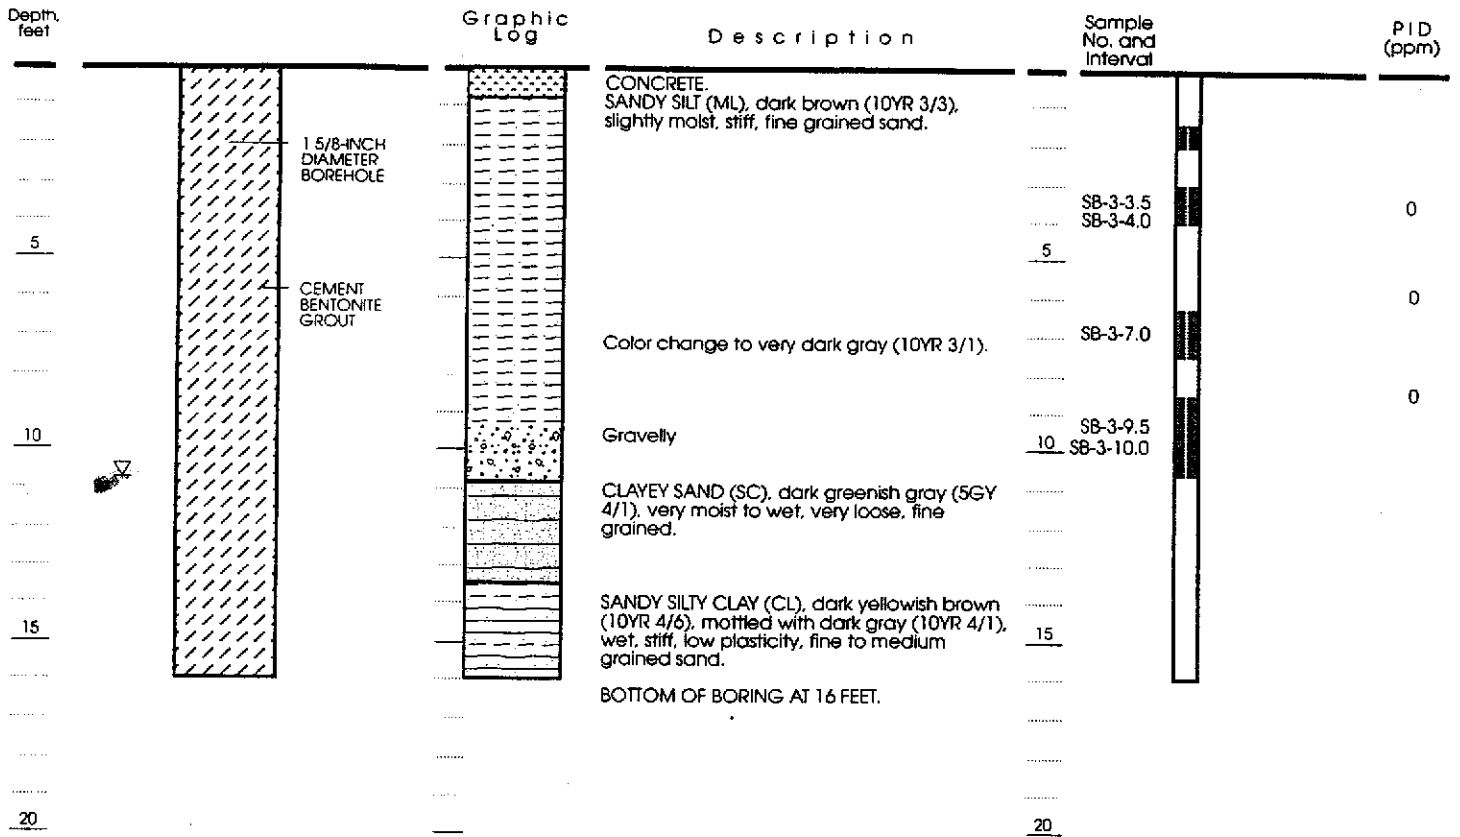 Depth,
feet
Graphic
Log
Description
Sample
No. and
Interval
PID
(ppm)
CONCRETE.
SANDY SILT (ML), dark brown (10YR 3/3),
slightly moist, stiff, fine grained sand.
1 5/8-INCH
DIAMETER
BOREHOLE
SB-3-3.5
SB-3-4.0
0
5
5
CEMENT
BENTONITE
GROUT
0
Color change to very dark gray (10YR 3/1).
SB-3-7.0
0
10
Gravelly
SB-3-9.5
10 SB-3-10.0
CLAYEY SAND (SC), dark greenish gray (5GY
4/1), very moist to wet, very loose, fine
grained.
SANDY SILTY CLAY (CL), dark yellowish brown
(10YR 4/6), mottled with dark gray (10YR 4/1),
wet, stiff, low plasticity, fine to medium
grained sand.
15
15
BOTTOM OF BORING AT 16 FEET.
20
20